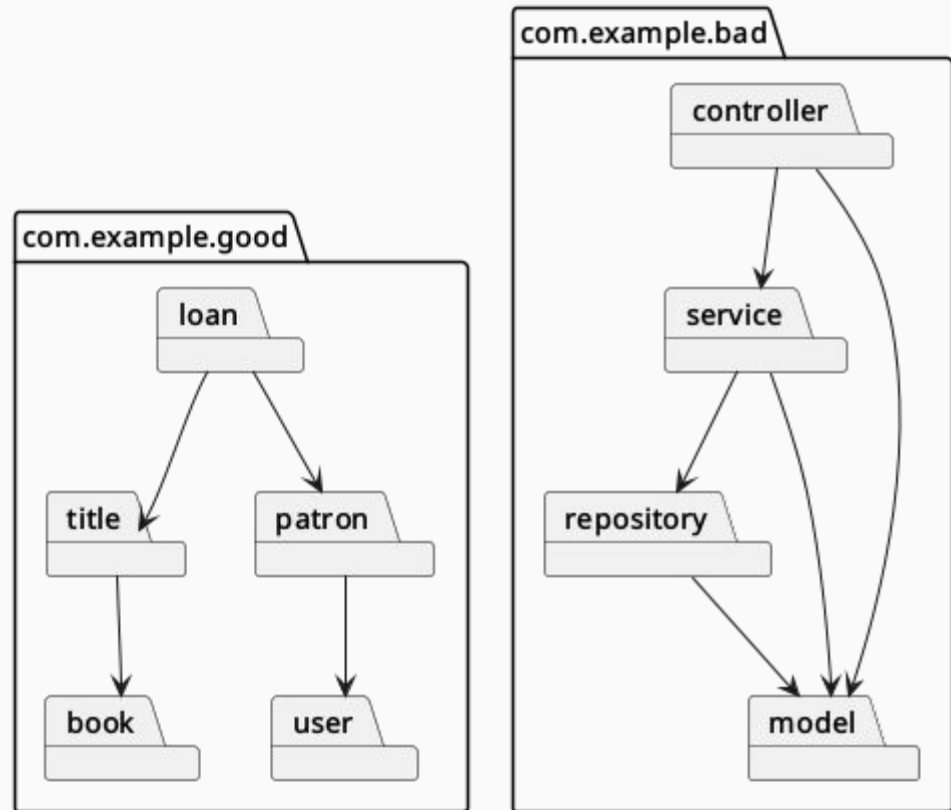 com.example.good
loan
title
patron
book
user
com.example.bad
controller
service
repository
model